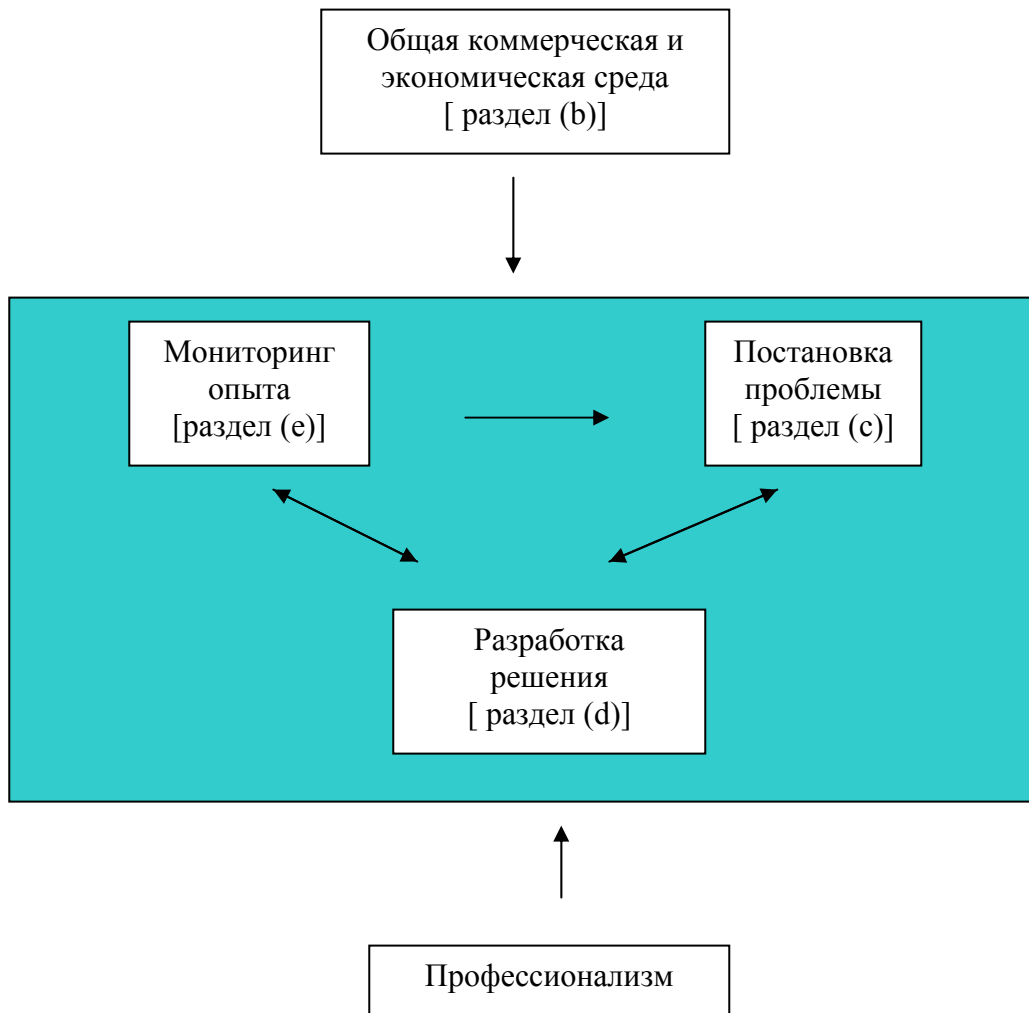 Общая коммерческая и
экономическая среда
[ раздел (b)]
Мониторинг
опыта
[раздел (e)]
Постановка
проблемы
[ раздел (c)]
Разработка
решения
[ раздел (d)]
Профессионализм